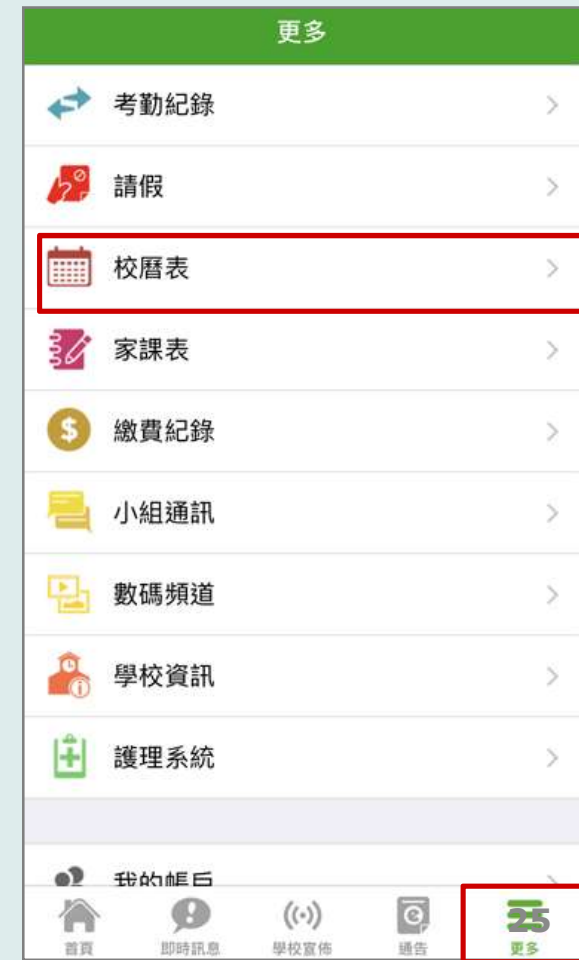 更多
考勤紀錄
請假
校曆表
家課表
繳費紀錄
小組通訊
數碼頻道
學校資訊
護理系統
我的帳戶
25
首頁
即時訊息
學校宣佈
通告
更多